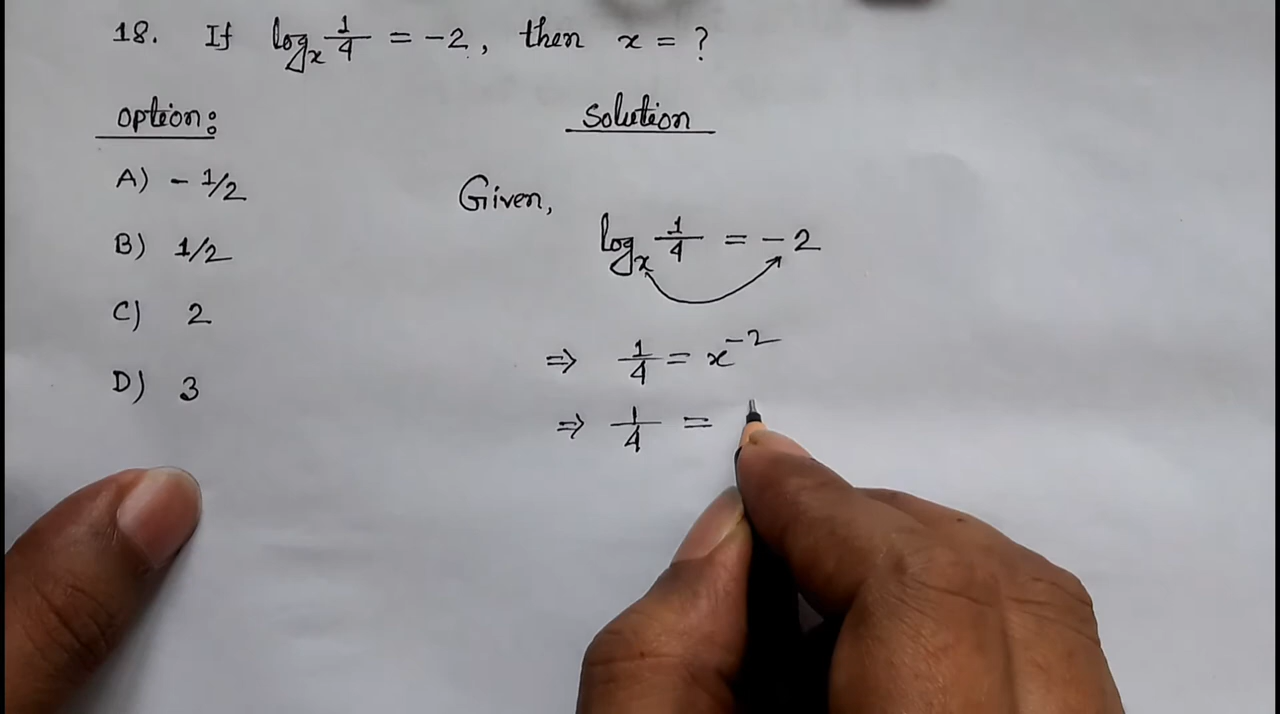 18. If log_x 1/4 = -2, then x = ?
Option:
A) - 1/2
B) 1/2
C) 2
D) 3
Solution
Given,
log_x 1/4 = -2
⇒ 1/4 = x^-2
⇒ 1/4 =